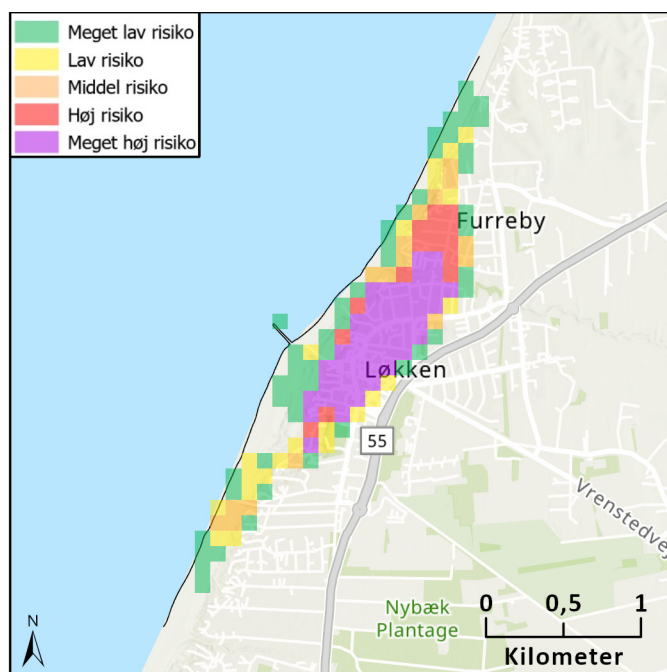 Meget lav risiko
Lav risiko
Middel risiko
Høj risiko
Meget høj risiko
Furreby
Løkken
55
Vrenstedvej
Nybæk
Plantage
N
0 0,5 1
Kilometer